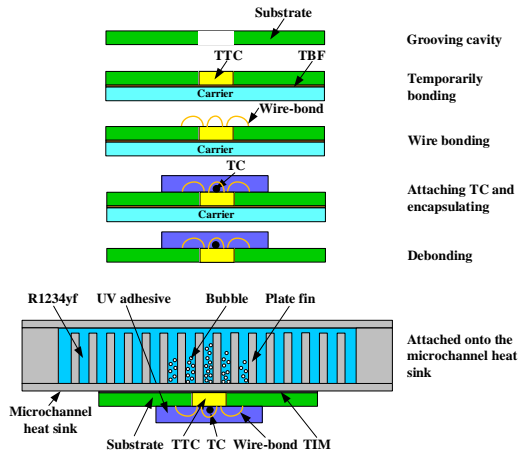 Substrate
Grooving cavity
TTC
TBF
Carrier
Temporarily
bonding
Wire-bond
Carrier
Wire bonding
TC
Carrier
Attaching TC and
encapsulating
Debonding
R1234yf
UV adhesive
Bubble
Plate fin
Attached onto the
microchannel heat
sink
Microchannel
heat sink
Substrate
TTC
TC
Wire-bond
TIM